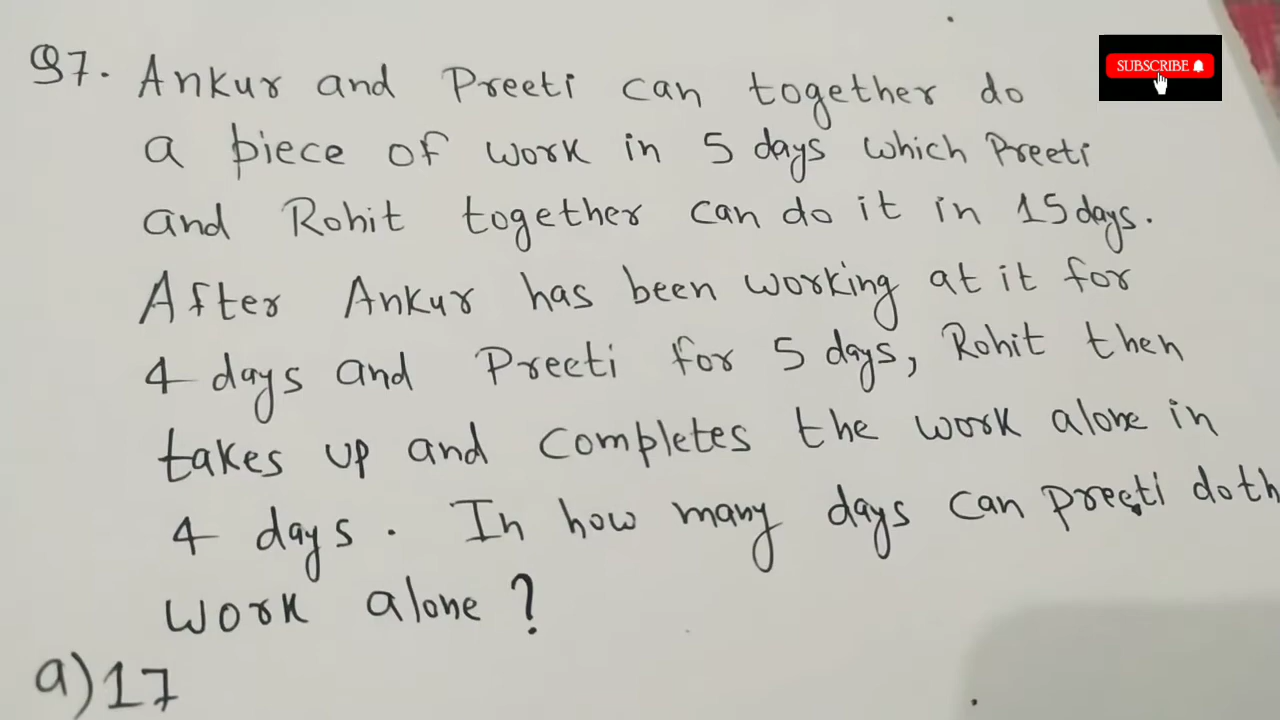 Q7. Ankur and Preeti can together do
SUBSCRIBE
a piece of work in 5 days which Preeti
and Rohit together can do it in 15 days.
After Ankur has been working at it for
4 days and Preeti for 5 days, Rohit then
takes up and completes the work alone in
4 days. In how many days can preeti do th
work alone?
a) 17